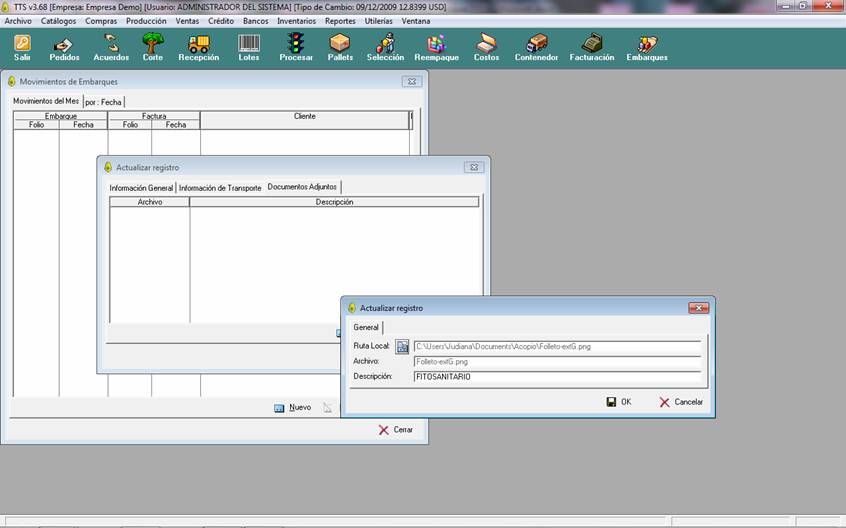 TTS v3.68 [Empresa: Empresa Demo] [Usuario: ADMINISTRADOR DEL SISTEMA] [Tipo de Cambio: 09/12/2009 12.8399 USD]
Archivo Catálogos Compras Producción Ventas Crédito Bancos Inventarios Reportes Utilerías Ventana
Salir Pedidos Acuerdos Corte Recepción Lotes Procesar Pallets Selección Reempaque Costos Contenedor Facturación Embarques
Movimientos de Embarques
Movimientos del Mes por : Fecha
Embarque Factura Cliente
Folio Fecha Folio Fecha
Actualizar registro
Información General Información de Transporte Documentos Adjuntos
Archivo Descripción
Actualizar registro
General
Ruta Local: C:\Users\Judiana\Documents\Acopio\Folleto-extG.png
Archivo: Folleto-extG.png
Descripción: FITOSANITARIO
OK Cancelar
Nuevo
Cerrar